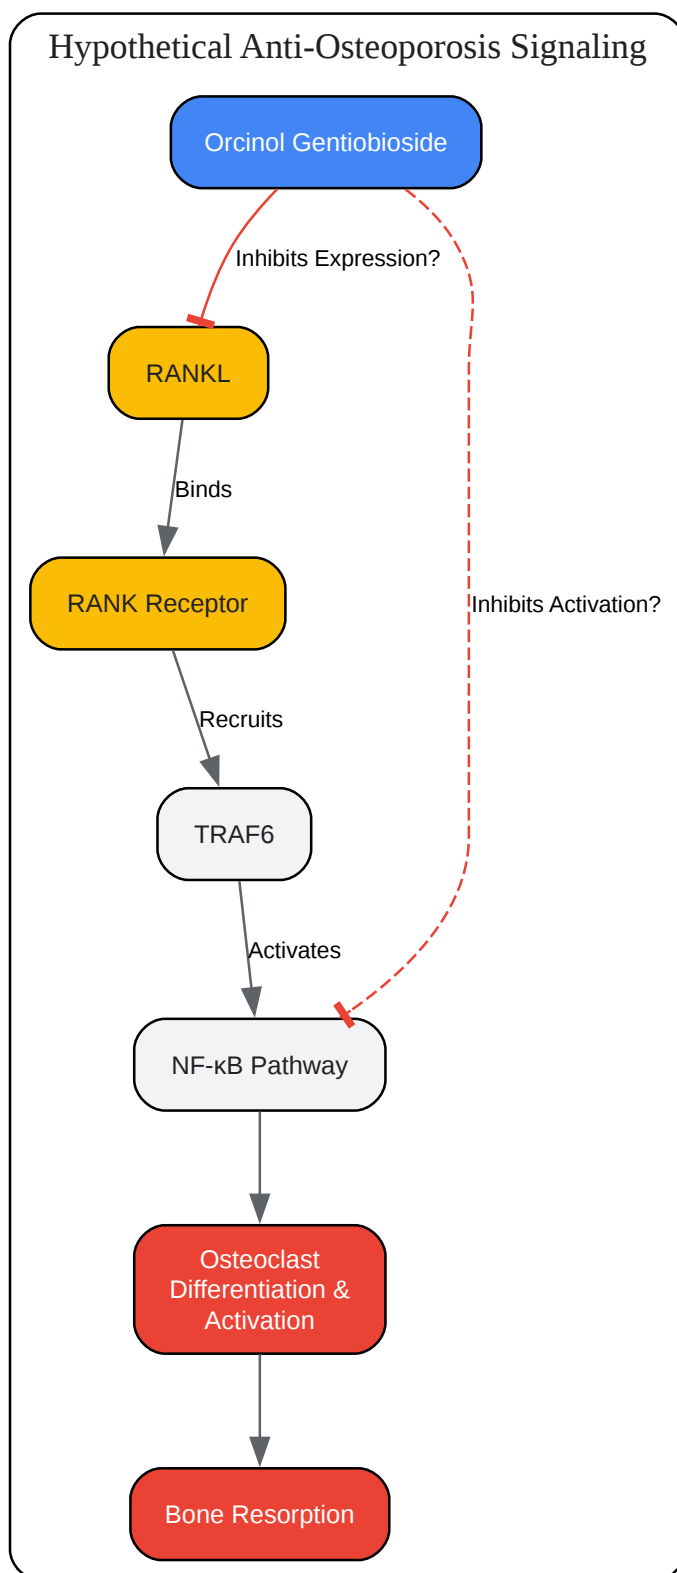 Hypothetical Anti-Osteoporosis Signaling
Orcinol Gentiobioside
Inhibits Expression?
RANKL
Binds
RANK Receptor
Inhibits Activation?
Recruits
TRAF6
Activates
NF-κB Pathway
Osteoclast
Differentiation &
Activation
Bone Resorption